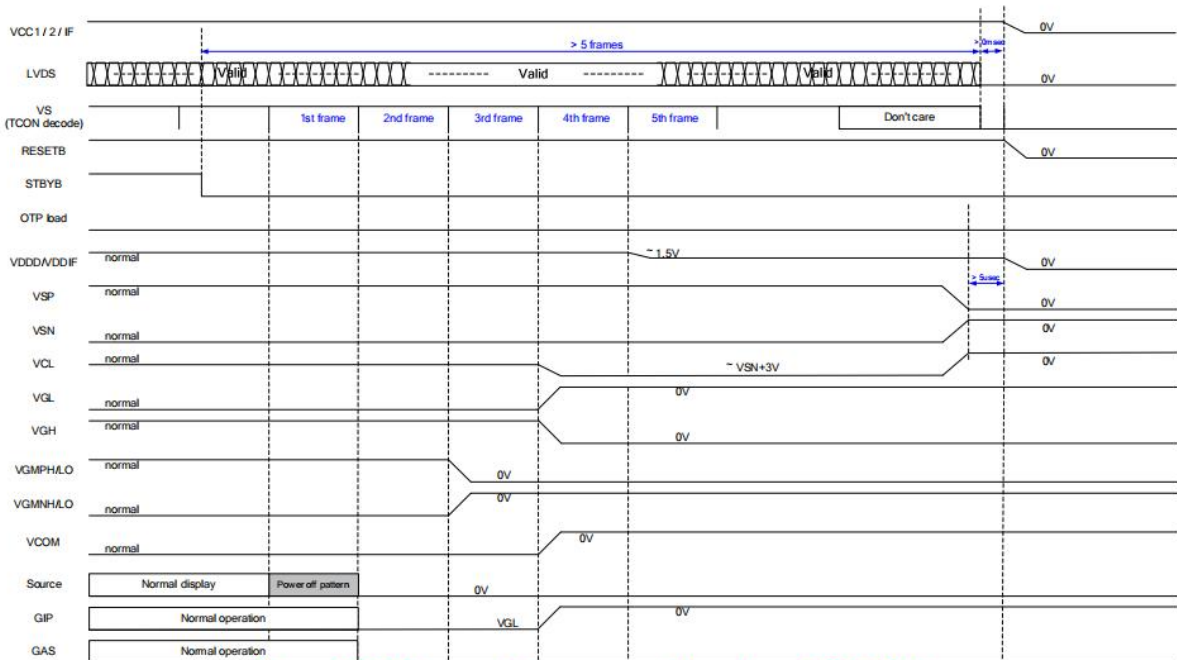 VCC1 / 2 / IF
0V
> 5 frames
> 0msec
LVDS
Valid
Valid
Valid
0V
VS
(TCON decode)
1st frame
2nd frame
3rd frame
4th frame
5th frame
Don't care
RESETB
0V
STBYB
OTP load
VDDD/VDDIF
normal
~ 1.5V
0V
> 5usec
VSP
normal
0V
VSN
normal
0V
VCL
normal
~ VSN+3V
0V
VGL
normal
0V
VGH
normal
0V
VGMPH/LO
normal
0V
VGMNH/LO
normal
0V
VCOM
normal
0V
Source
Normal display
Power off pattern
0V
GIP
Normal operation
VGL
0V
GAS
Normal operation